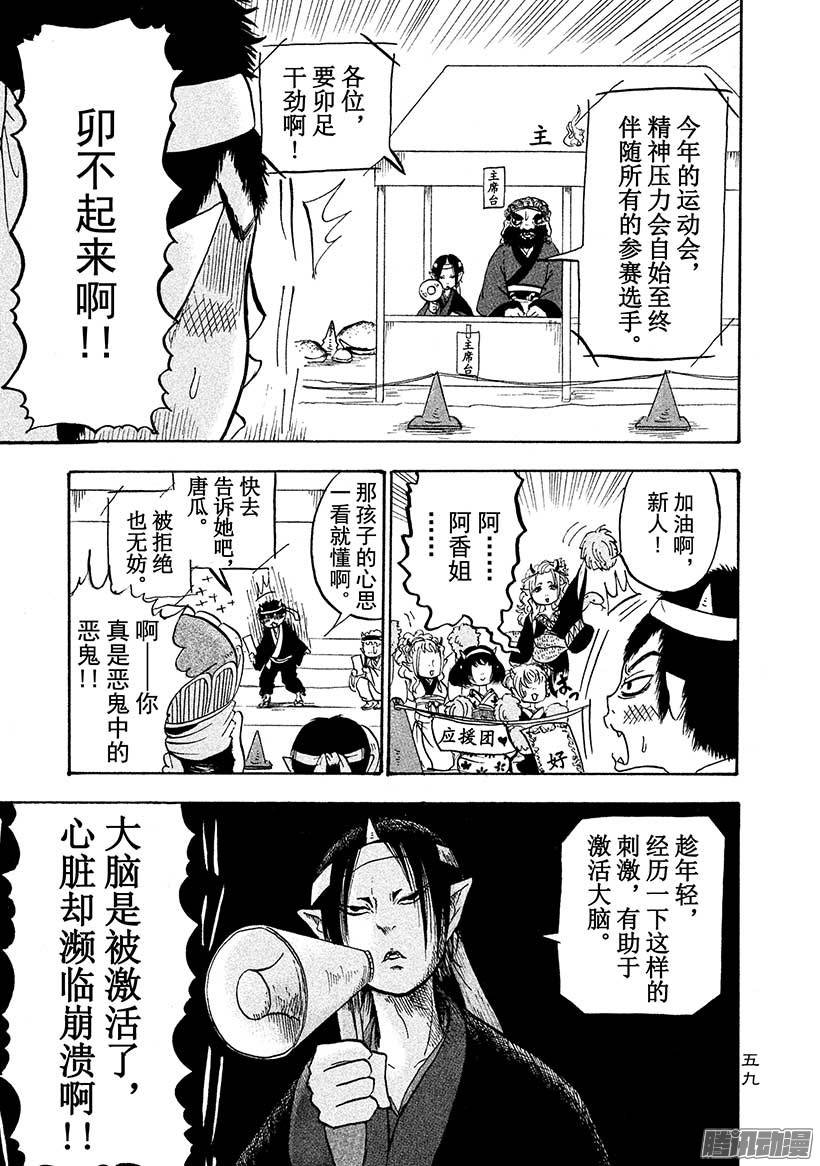 今年的运动会，
精神压力会自始至终
伴随所有的参赛选手。
主
主席台
主席台
各位，
要卯足
干劲啊！
卯不起来啊！！
加油啊，
新人！
阿……
阿香姐
……
应援团♥
好
ばっ
那孩子的心思
一看就懂啊。
快去
告诉她吧，
唐瓜。
被拒绝
也无妨。
啊——你
真是恶鬼中的
恶鬼！！
趁年轻，
经历一下这样的
刺激，有助于
激活大脑。
大脑是被激活了，
心脏却濒临崩溃啊！！
五九
腾讯动漫